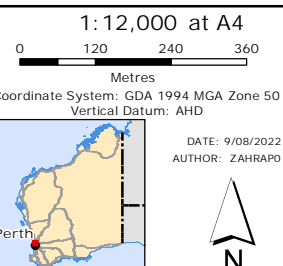 1:12,000 at A4
0 120 240 360
Metres
Coordinate System: GDA 1994 MGA Zone 50
Vertical Datum: AHD
DATE: 9/08/2022
AUTHOR: ZAHRAP0
Perth
N